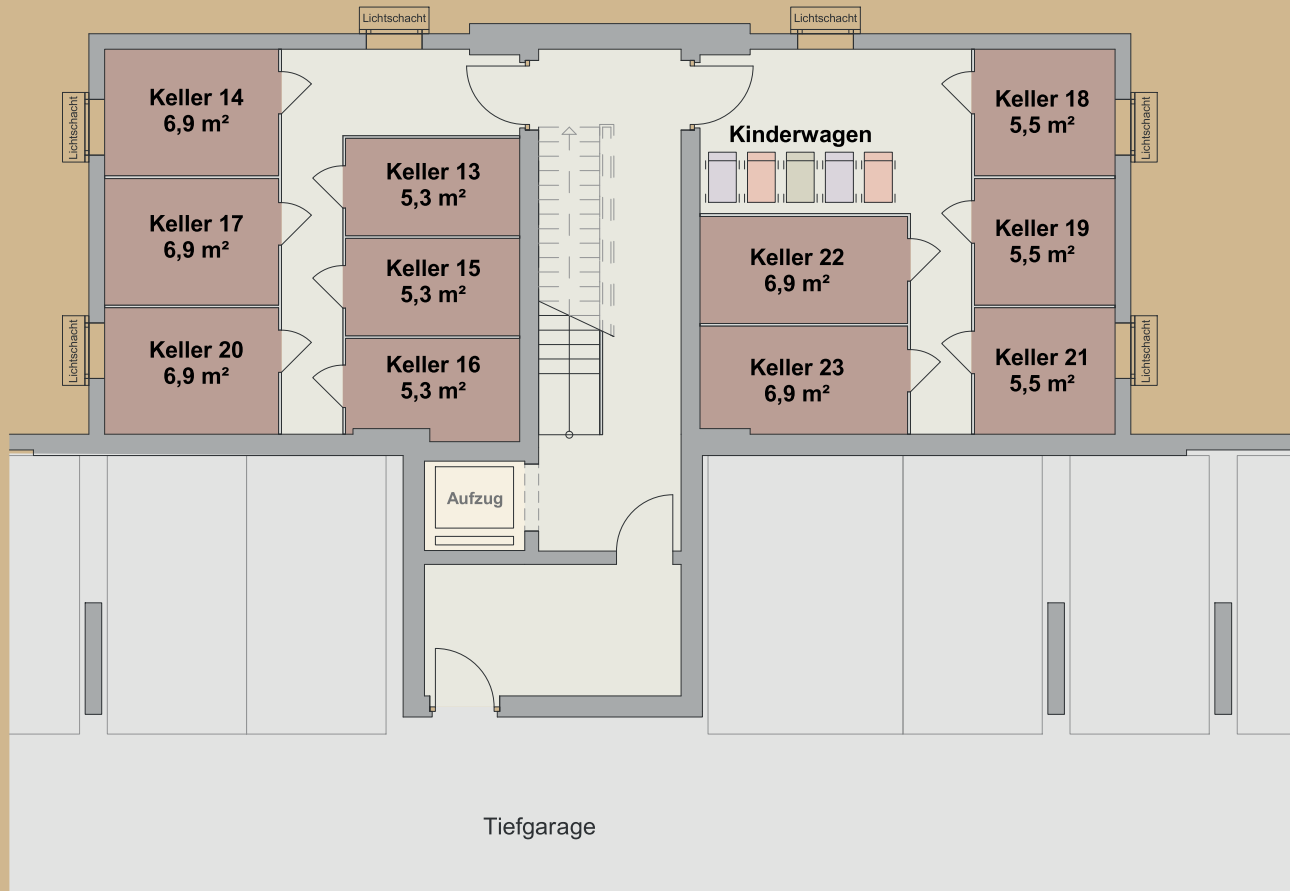 Lichtschacht
Lichtschacht
Keller 14
6,9 m²
Keller 18
5,5 m²
Lichtschacht
Lichtschacht
Kinderwagen
Keller 13
5,3 m²
Keller 17
6,9 m²
Keller 19
5,5 m²
Keller 22
6,9 m²
Keller 15
5,3 m²
Keller 20
6,9 m²
Keller 16
5,3 m²
Keller 23
6,9 m²
Keller 21
5,5 m²
Lichtschacht
Lichtschacht
Aufzug
Tiefgarage